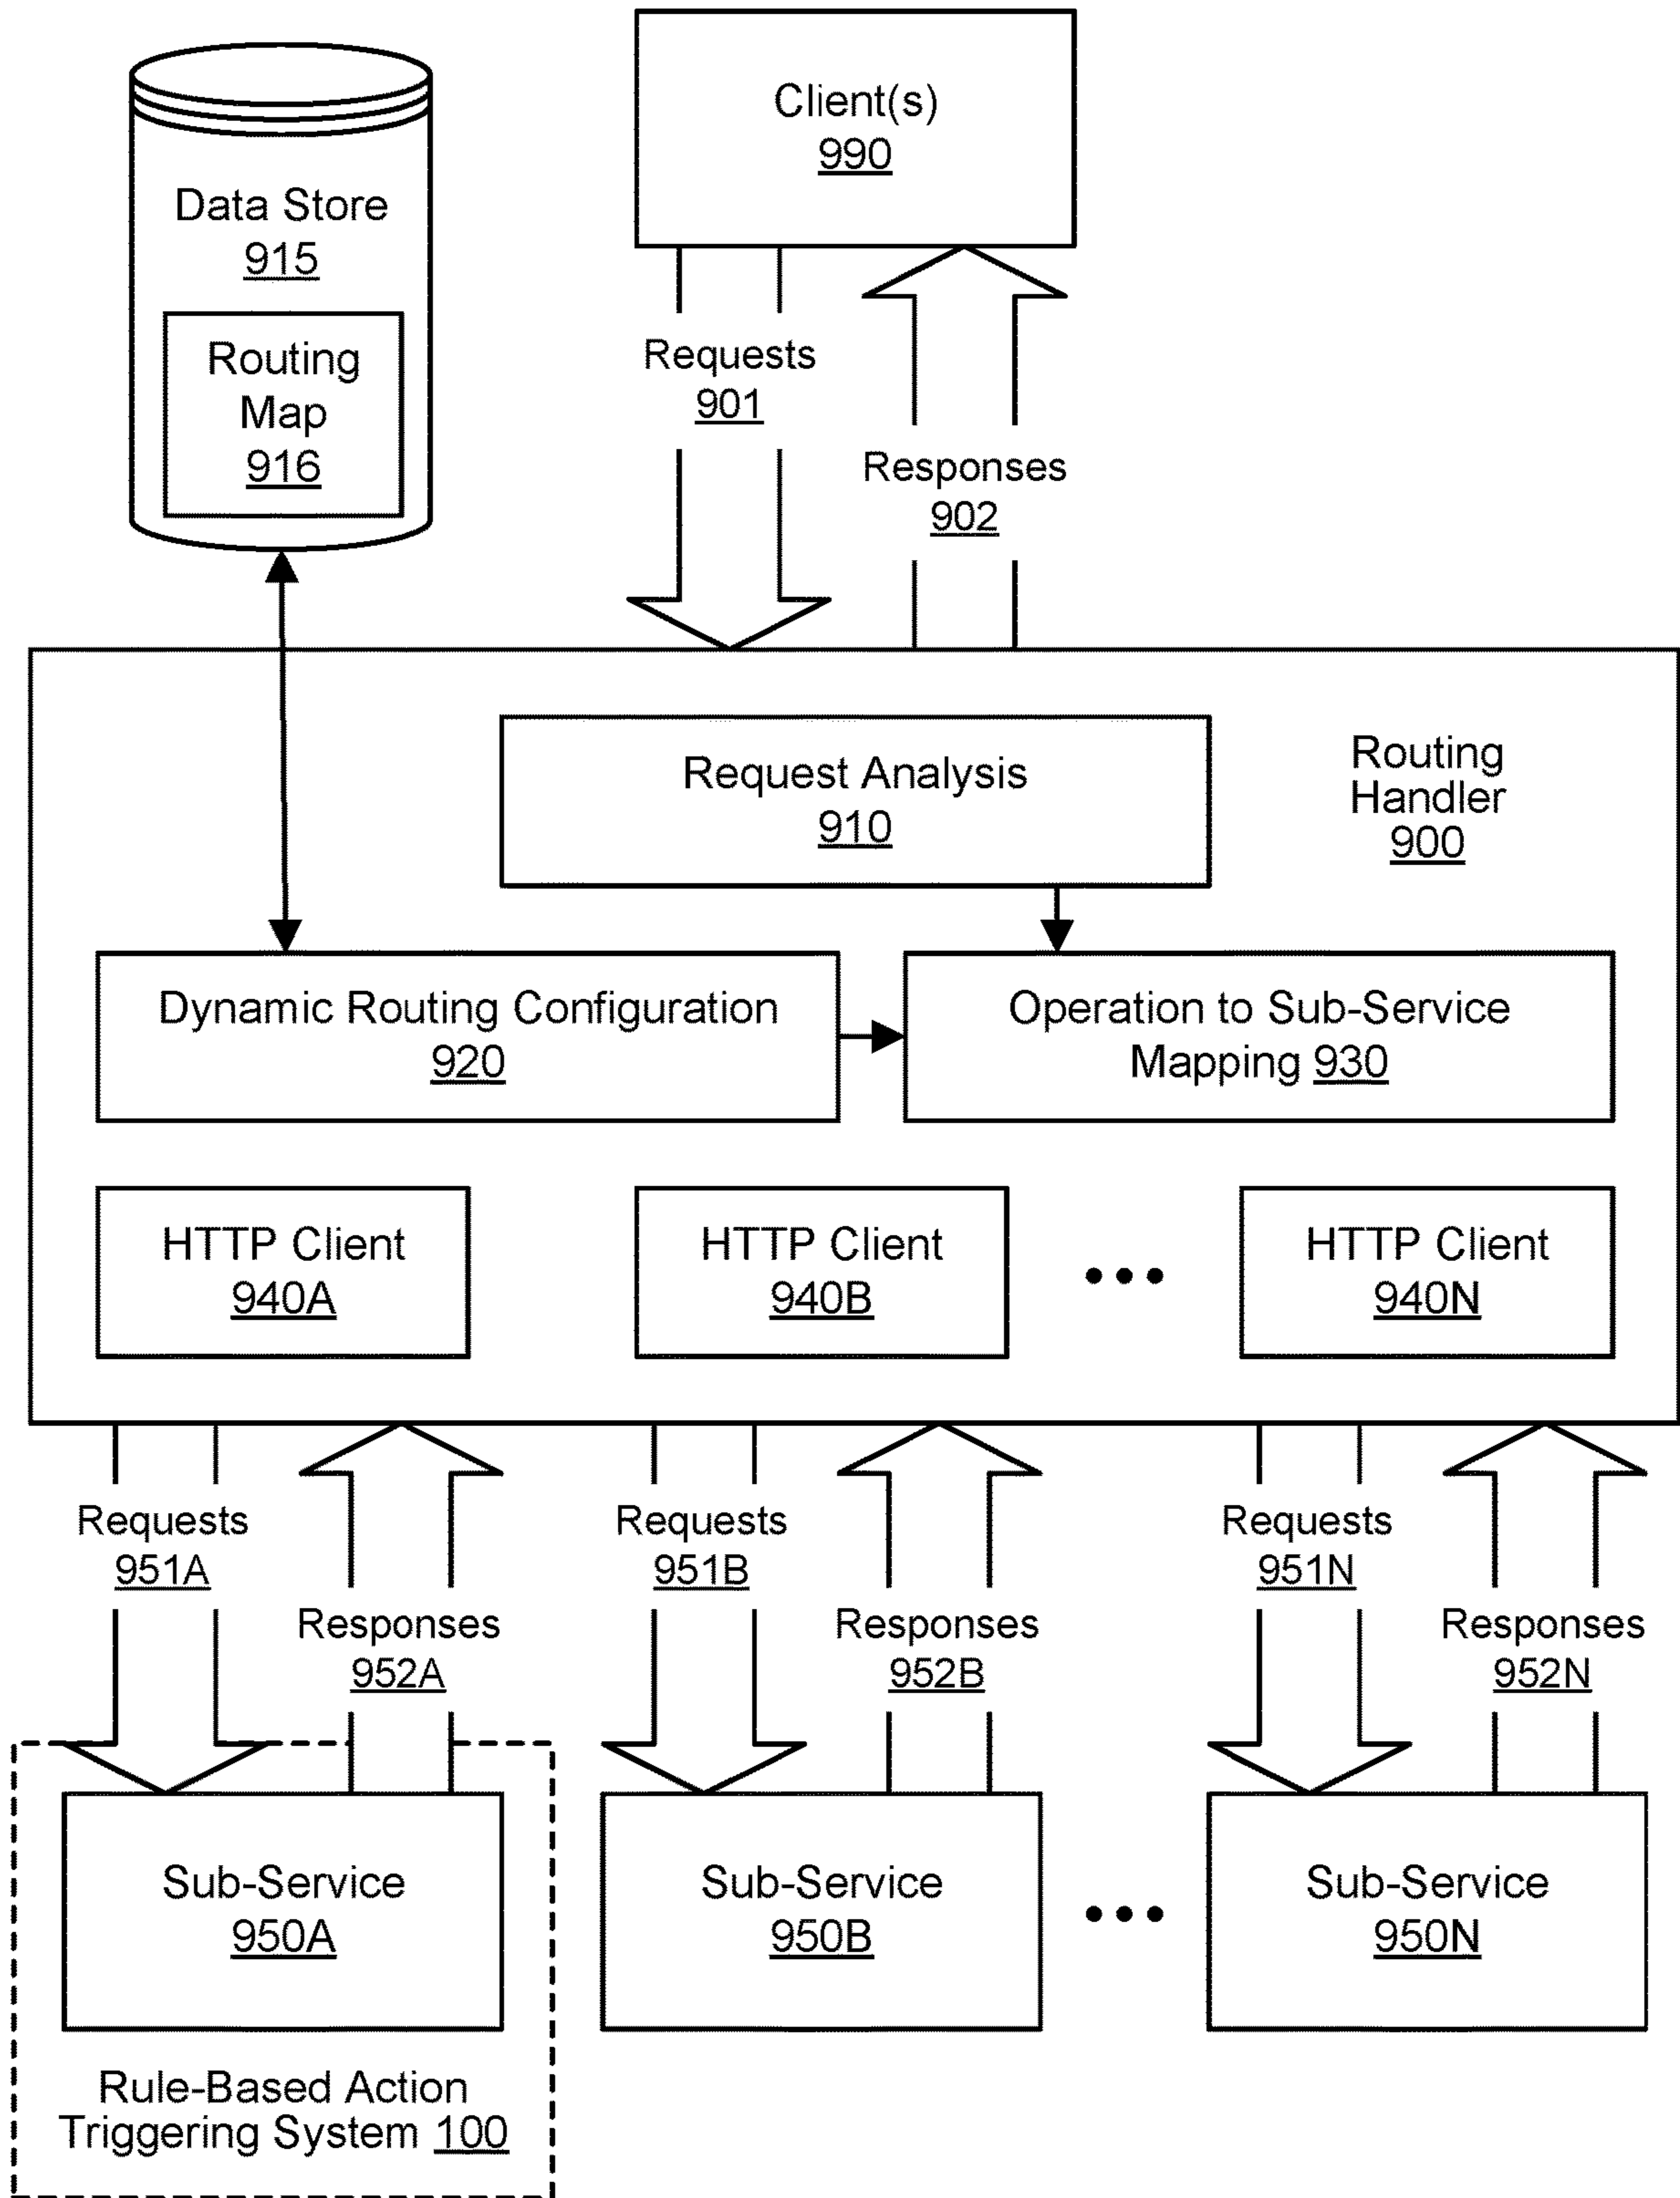 Client(s)
990
Data Store
915
Routing
Map
916
Requests
901
Responses
902
Request Analysis
910
Routing
Handler
900
Dynamic Routing Configuration
920
Operation to Sub-Service
Mapping 930
HTTP Client
940A
HTTP Client
940B
HTTP Client
940N
Requests
951A
Responses
952A
Requests
951B
Responses
952B
Requests
951N
Responses
952N
Sub-Service
950A
Sub-Service
950B
Sub-Service
950N
Rule-Based Action
Triggering System 100